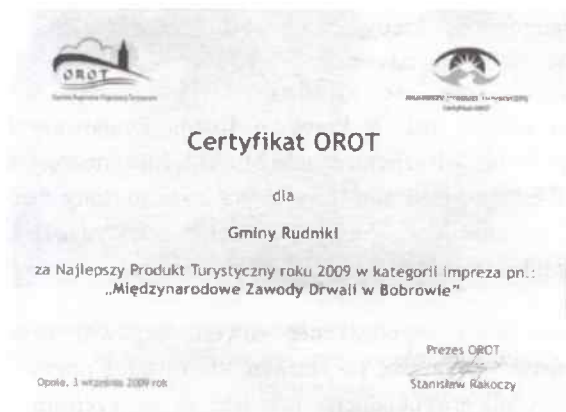 OROT
Certyfikat OROT
dla
Gminy Rudniki
za Najlepszy Produkt Turystyczny roku 2009 w kategorii impreza pn.:
„Międzynarodowe Zawody Drwali w Bobrowie"
Prezes OROT
Opole, 1 września 2009 rok
Stanisław Rakoczy